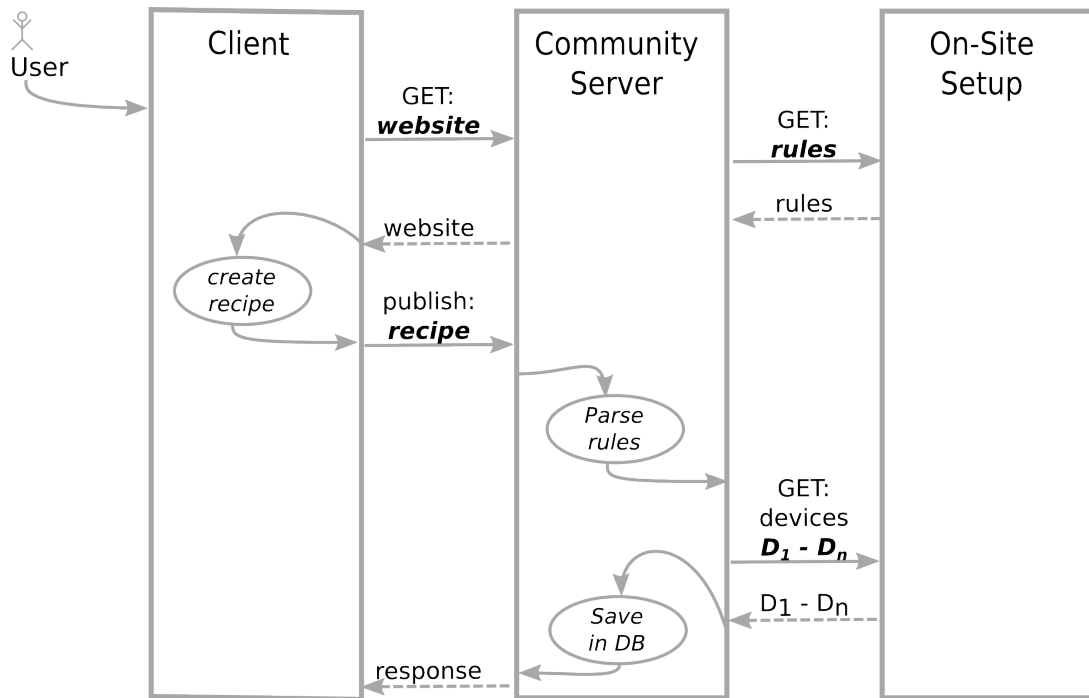 User
Client
Community
Server
On-Site
Setup
GET:
website
GET:
rules
rules
website
create
recipe
publish:
recipe
Parse
rules
GET:
devices
D₁ - Dₙ
D₁ - Dₙ
Save
in DB
response